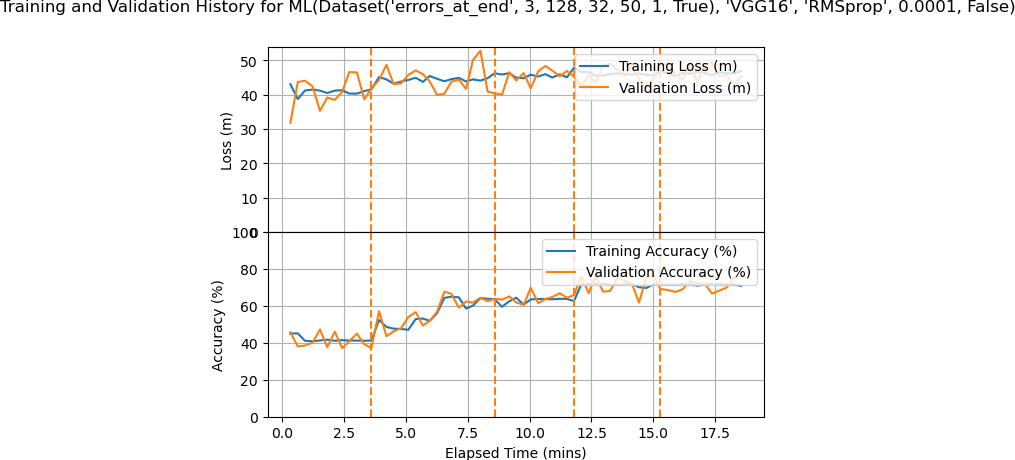 Training and Validation History for ML(Dataset('errors_at_end', 3, 128, 32, 50, 1, True), 'VGG16', 'RMSprop', 0.0001, False)
50
40
30
20
10
0
Loss (m)
Training Loss (m)
Validation Loss (m)
100
80
60
40
20
0
Accuracy (%)
Training Accuracy (%)
Validation Accuracy (%)
0.0 2.5 5.0 7.5 10.0 12.5 15.0 17.5
Elapsed Time (mins)